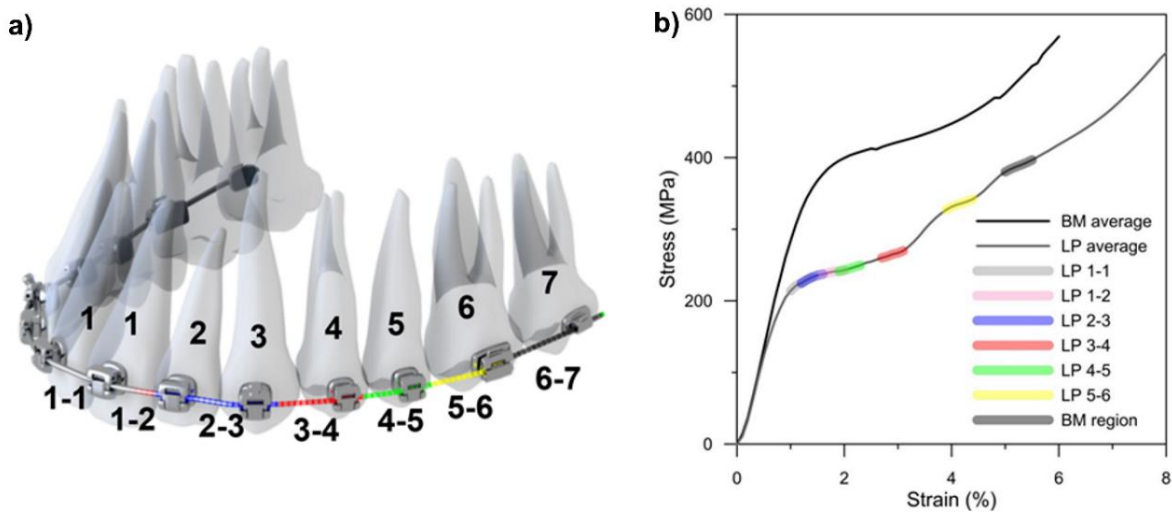 a)
1
1
2
3
4
5
6
7
1-1
1-2
2-3
3-4
4-5
5-6
6-7
b)
Stress (MPa)
600
400
200
0
0
2
4
6
8
Strain (%)
BM average
LP average
LP 1-1
LP 1-2
LP 2-3
LP 3-4
LP 4-5
LP 5-6
BM region